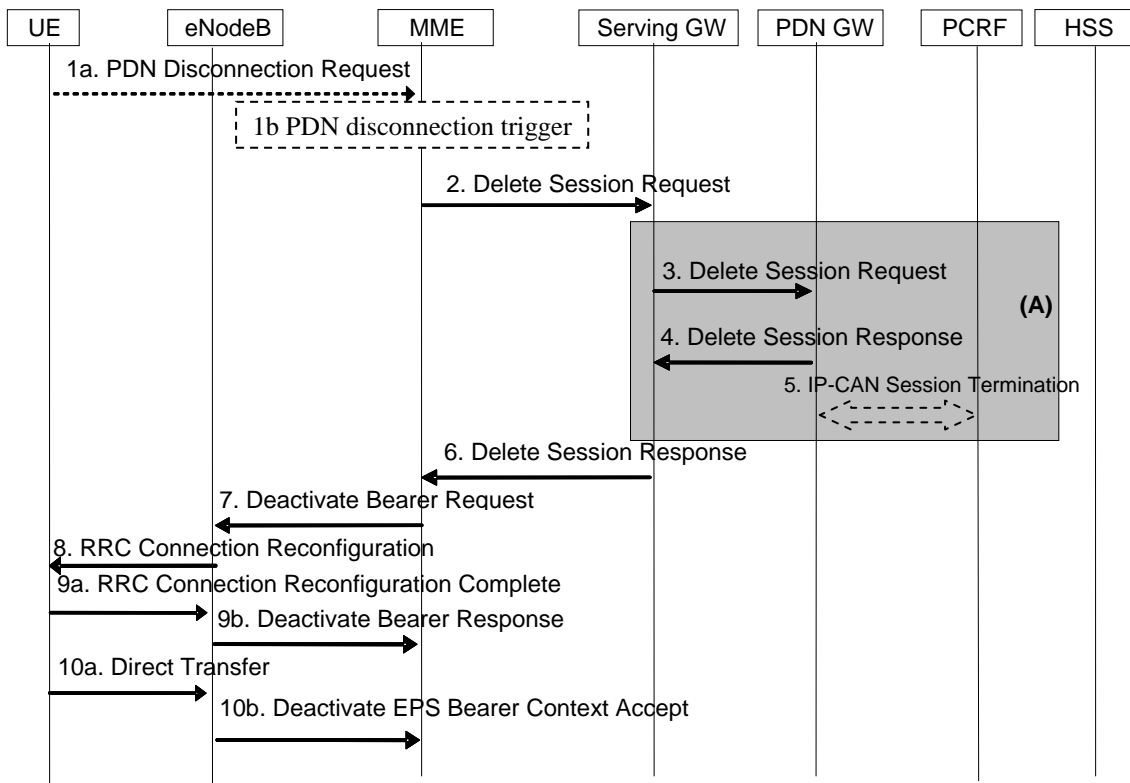 UE
eNodeB
MME
Serving GW
PDN GW
PCRF
HSS
1a. PDN Disconnection Request
1b PDN disconnection trigger
2. Delete Session Request
3. Delete Session Request
(A)
4. Delete Session Response
5. IP-CAN Session Termination
6. Delete Session Response
7. Deactivate Bearer Request
8. RRC Connection Reconfiguration
9a. RRC Connection Reconfiguration Complete
9b. Deactivate Bearer Response
10a. Direct Transfer
10b. Deactivate EPS Bearer Context Accept